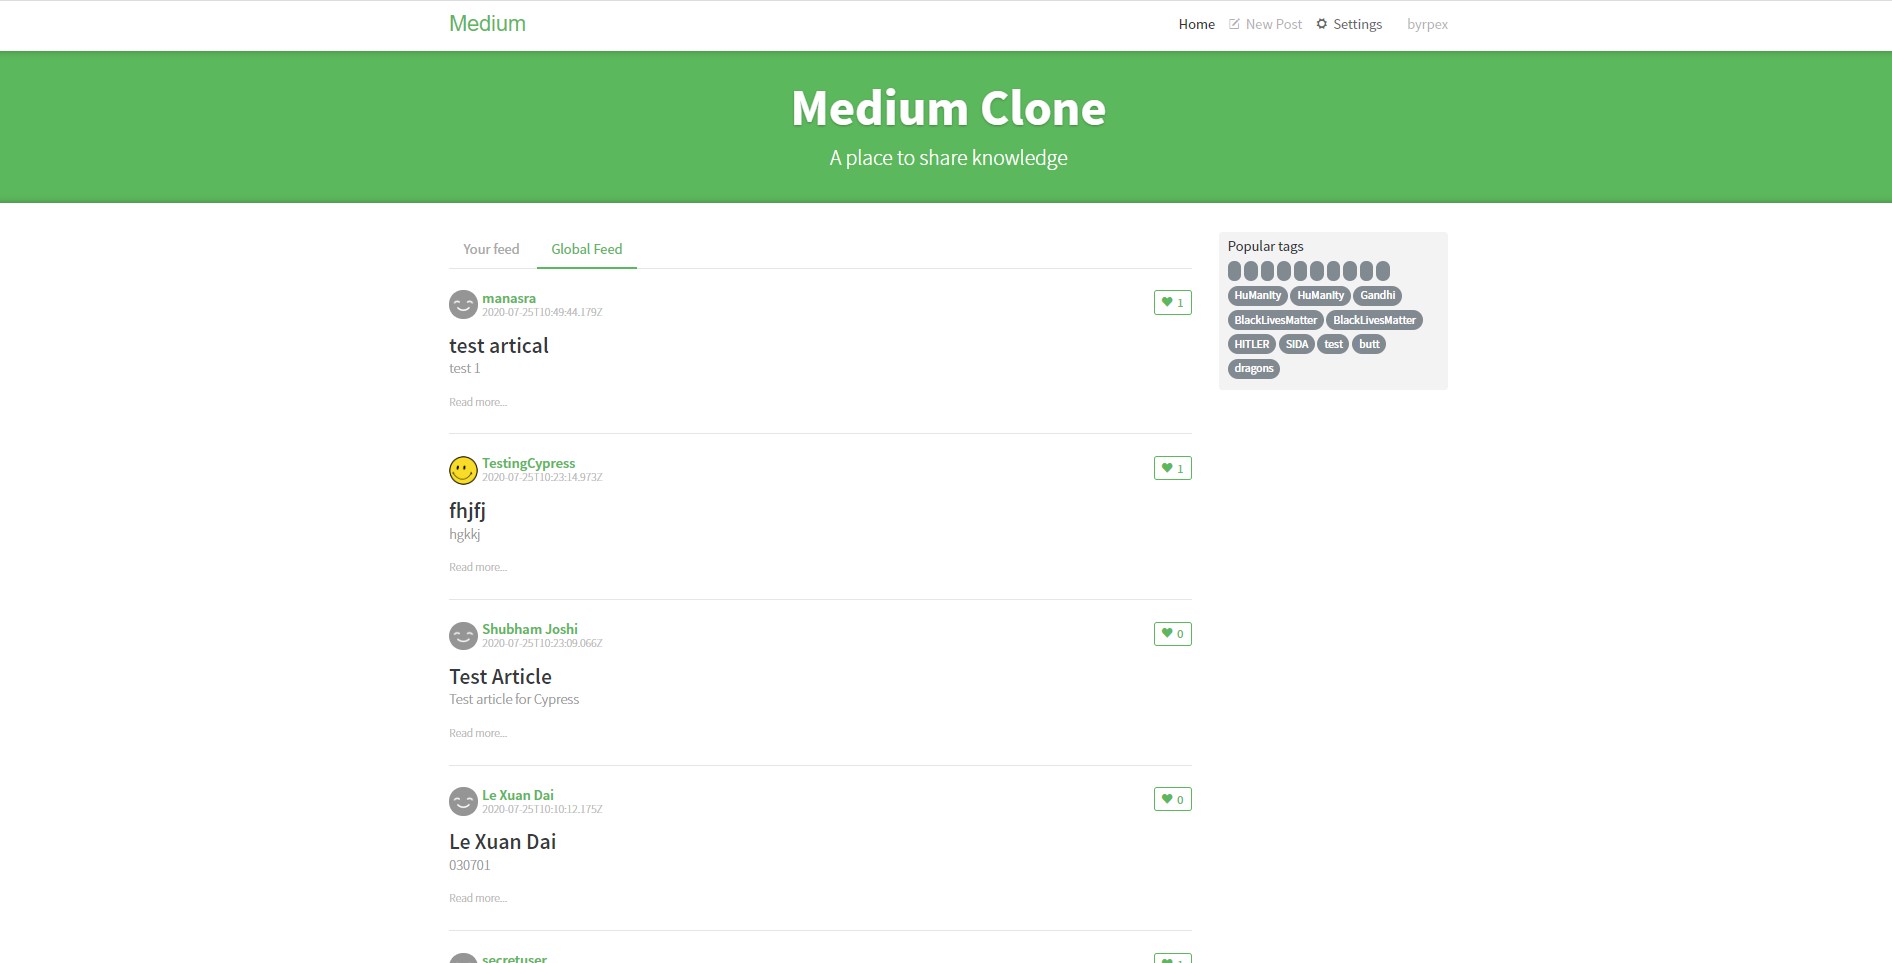 Medium
Home New Post Settings byrpex
Medium Clone
A place to share knowledge
Your feed Global Feed
Popular tags
HuManIty HuManIty Gandhi
BlackLivesMatter BlackLivesMatter
HITLER SIDA test butt
dragons
manasra
2020-07-25T10:49:44.179Z
1
test artical
test 1
Read more...
TestingCypress
2020-07-25T10:23:14.973Z
1
fhjfj
hgkkj
Read more...
Shubham Joshi
2020-07-25T10:23:09.066Z
0
Test Article
Test article for Cypress
Read more...
Le Xuan Dai
2020-07-25T10:10:12.175Z
0
Le Xuan Dai
030701
Read more...
secretuser